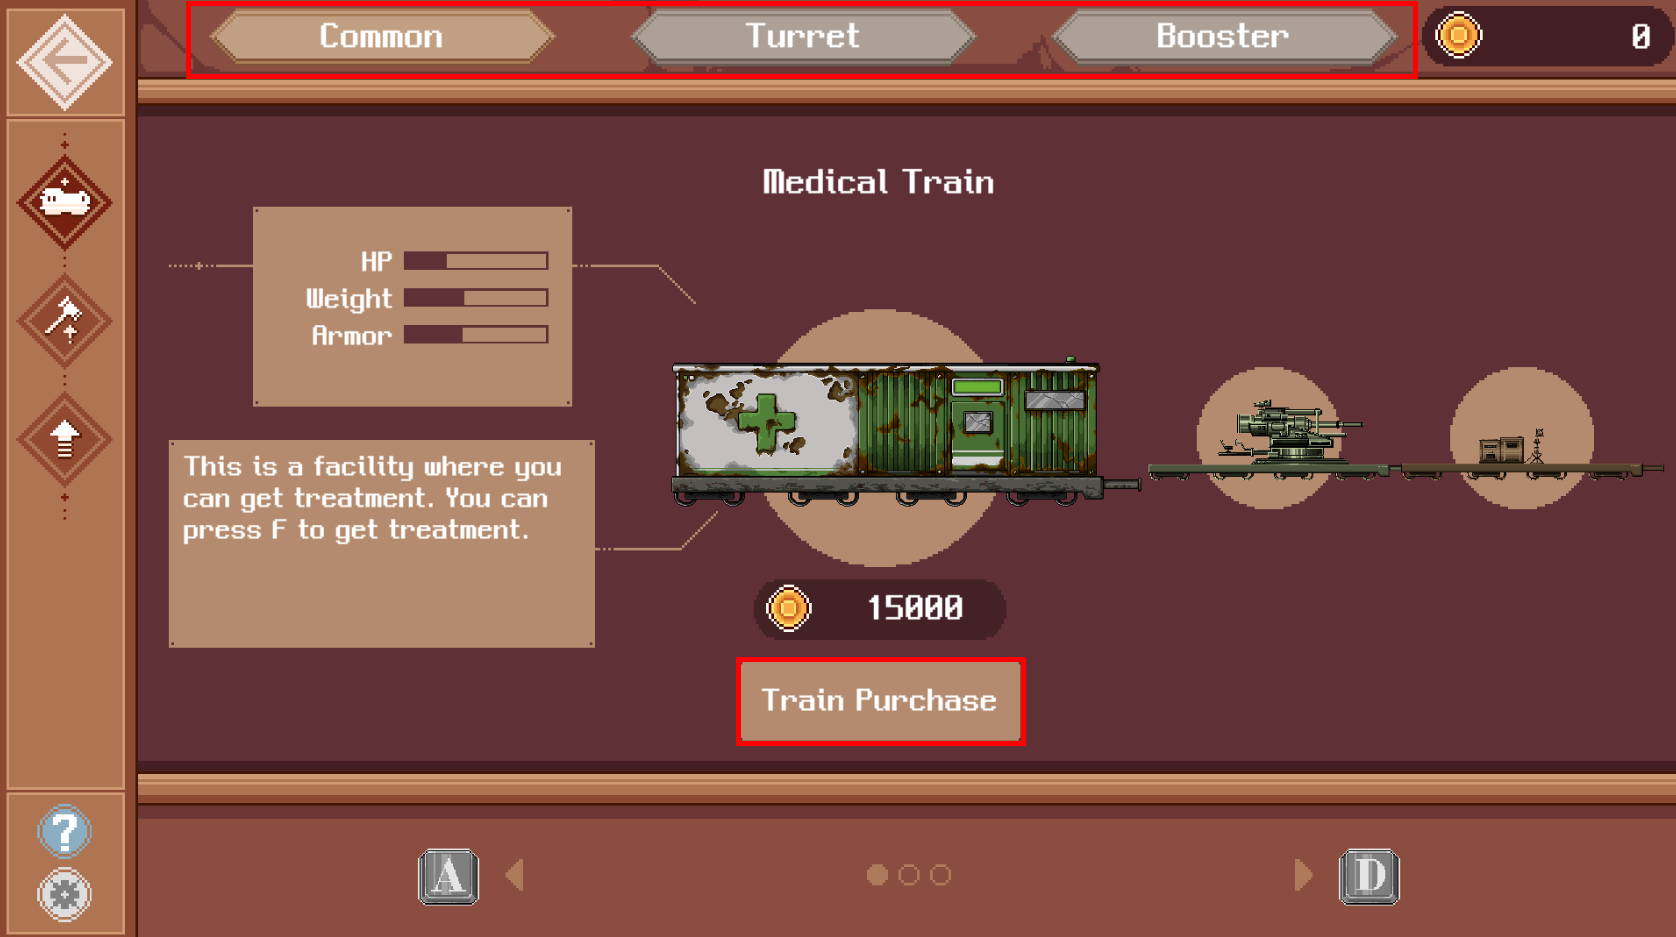 Common
Turret
Booster
0
Medical Train
HP
Weight
Armor
This is a facility where you
can get treatment. You can
press F to get treatment.
15000
Train Purchase
?
A
D